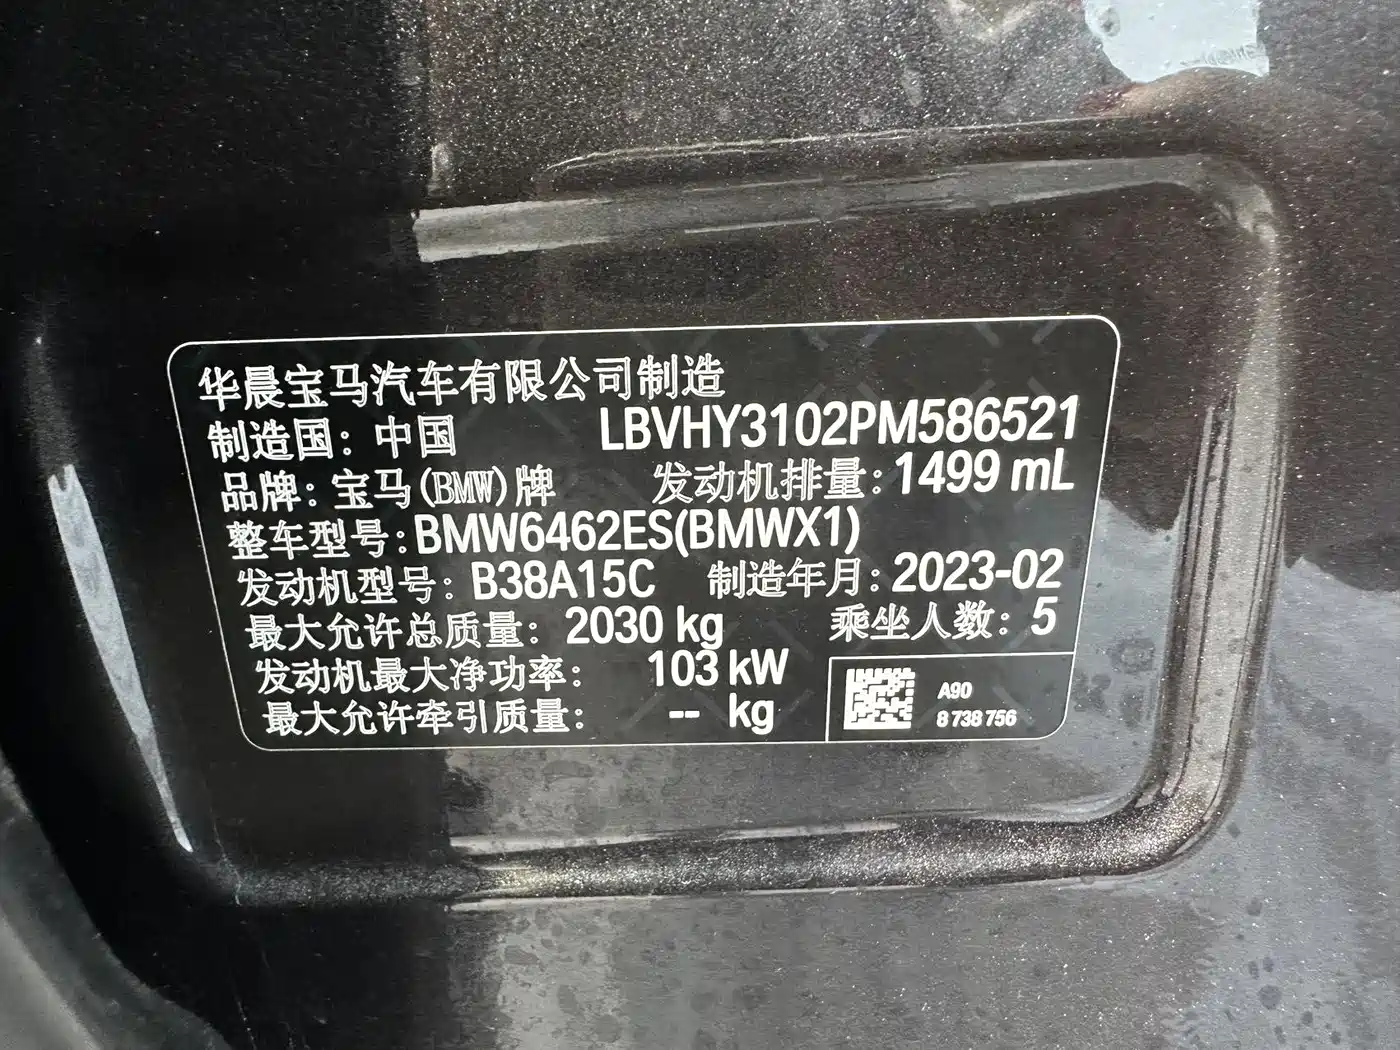 华晨宝马汽车有限公司制造
制造国：中国 LBVHY3102PM586521
品牌：宝马(BMW)牌 发动机排量：1499 mL
整车型号：BMW6462ES(BMWX1)
发动机型号：B38A15C 制造年月：2023-02
最大允许总质量：2030 kg 乘坐人数：5
发动机最大净功率：103 kW
最大允许牵引质量：-- kg
A90
8 738 756